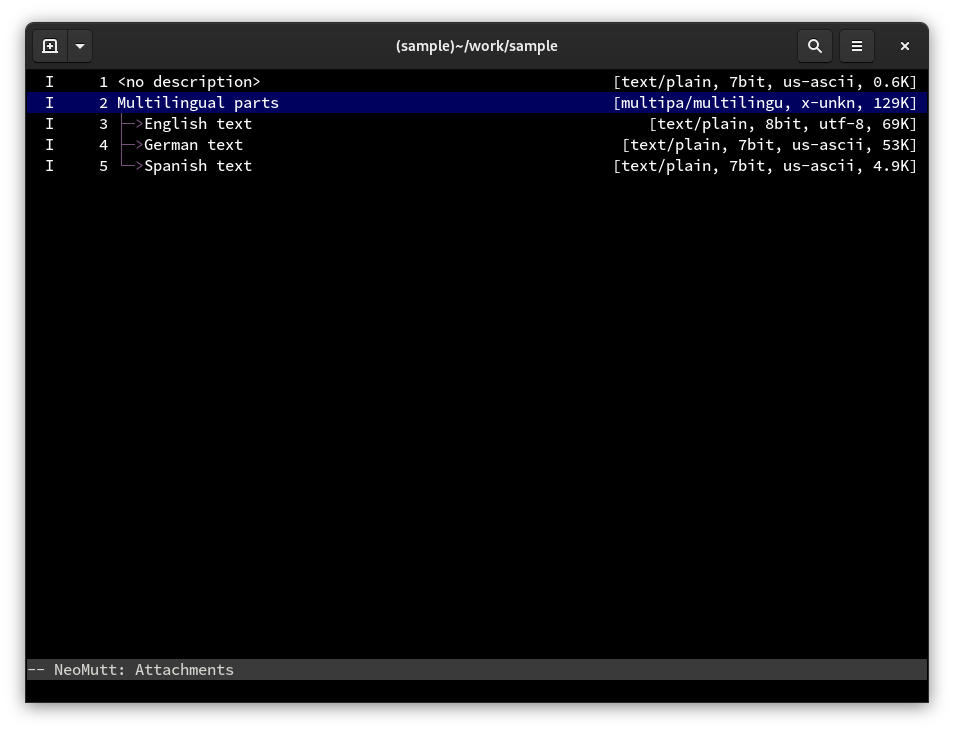 (sample)~/work/sample
I 1 <no description> [text/plain, 7bit, us-ascii, 0.6K]
I 2 Multilingual parts [multipa/multilingu, x-unkn, 129K]
I 3 ├─>English text [text/plain, 8bit, utf-8, 69K]
I 4 ├─>German text [text/plain, 7bit, us-ascii, 53K]
I 5 └─>Spanish text [text/plain, 7bit, us-ascii, 4.9K]
-- NeoMutt: Attachments